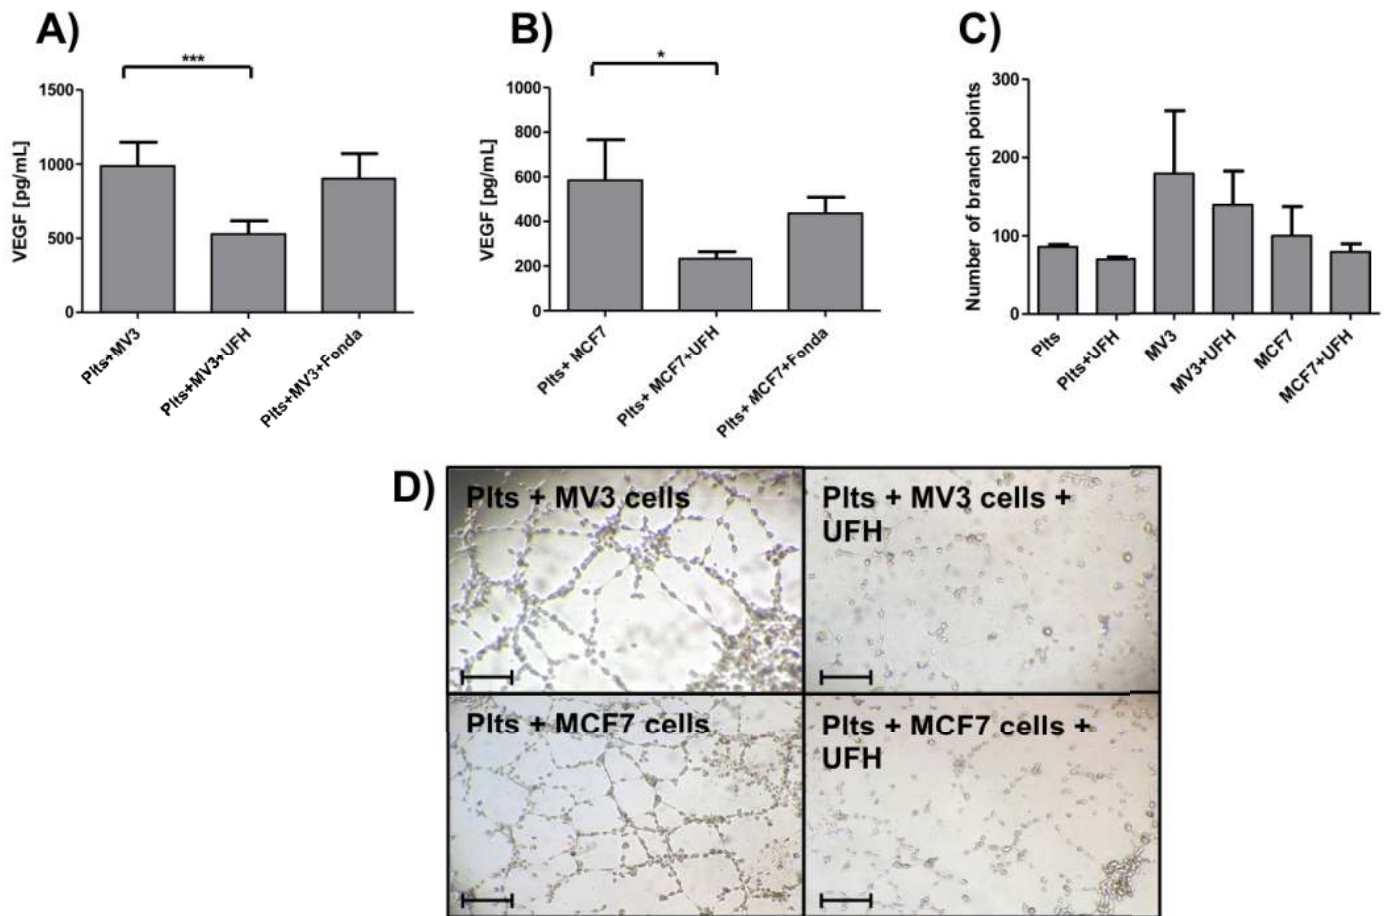 A)
***
1500
1000
500
0
VEGF [pg/mL]
Plts+MV3
Plts+MV3+UFH
Plts+MV3+Fonda
B)
*
1000
800
600
400
200
0
VEGF [pg/mL]
Plts+ MCF7
Plts+ MCF7+UFH
Plts+ MCF7+Fonda
C)
300
200
100
0
Number of branch points
Plts
Plts+UFH
MV3
MV3+UFH
MCF7
MCF7+UFH
D)
Plts + MV3 cells
Plts + MV3 cells +
UFH
Plts + MCF7 cells
Plts + MCF7 cells +
UFH